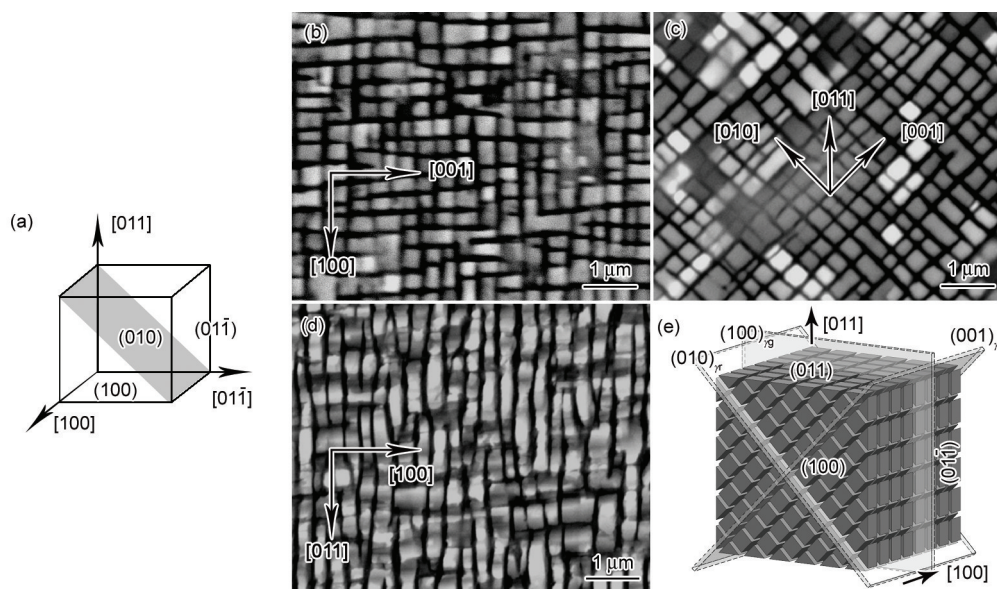 (a)
[011]
(010)
(011̄)
(100)
[100]
[011̄]
(b)
[001]
[100]
1 μm
(c)
[011]
[010]
[001]
1 μm
(d)
[100]
[011]
1 μm
(e)
[011]
(100)γg
(001)γ
(010)γr
(011)
(100)
(011̄)
[100]